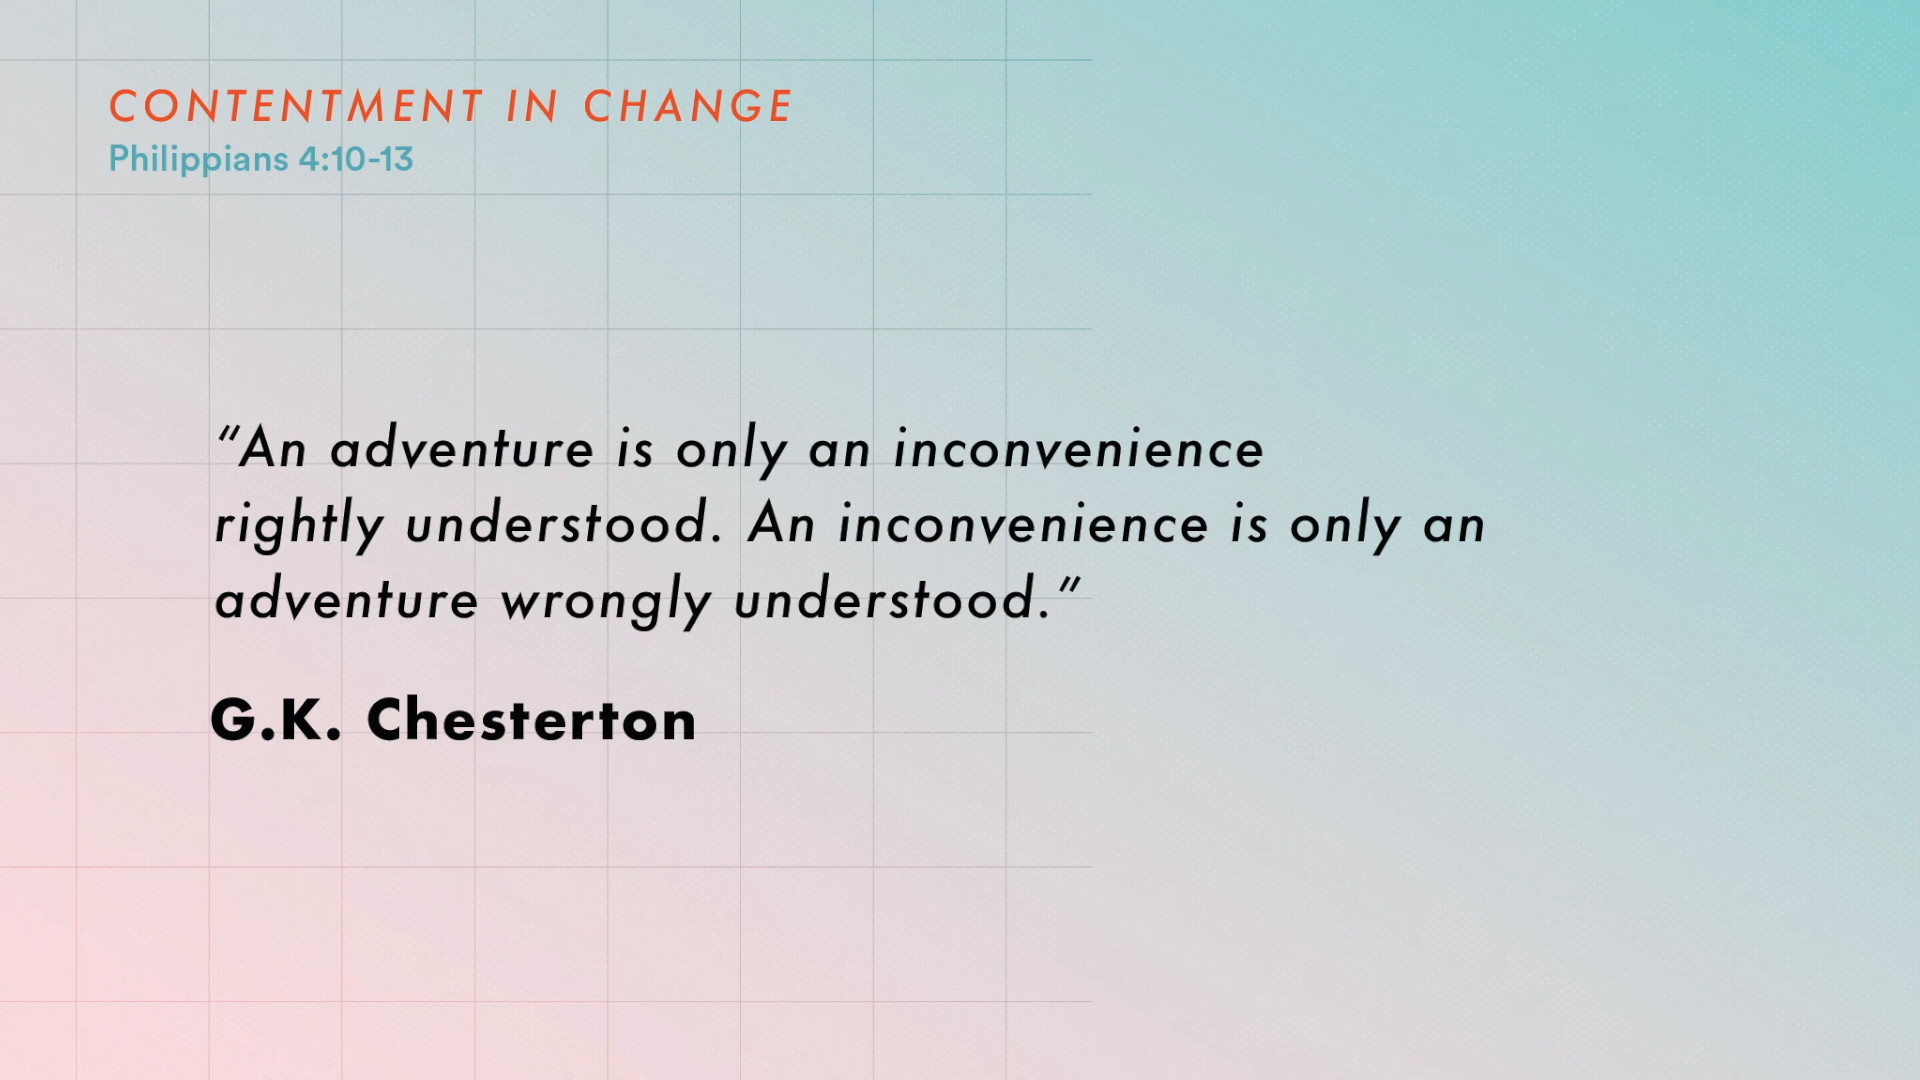 CONTENTMENT IN CHANGE
Philippians 4:10-13
“An adventure is only an inconvenience
rightly understood. An inconvenience is only an
adventure wrongly understood.”
G.K. Chesterton